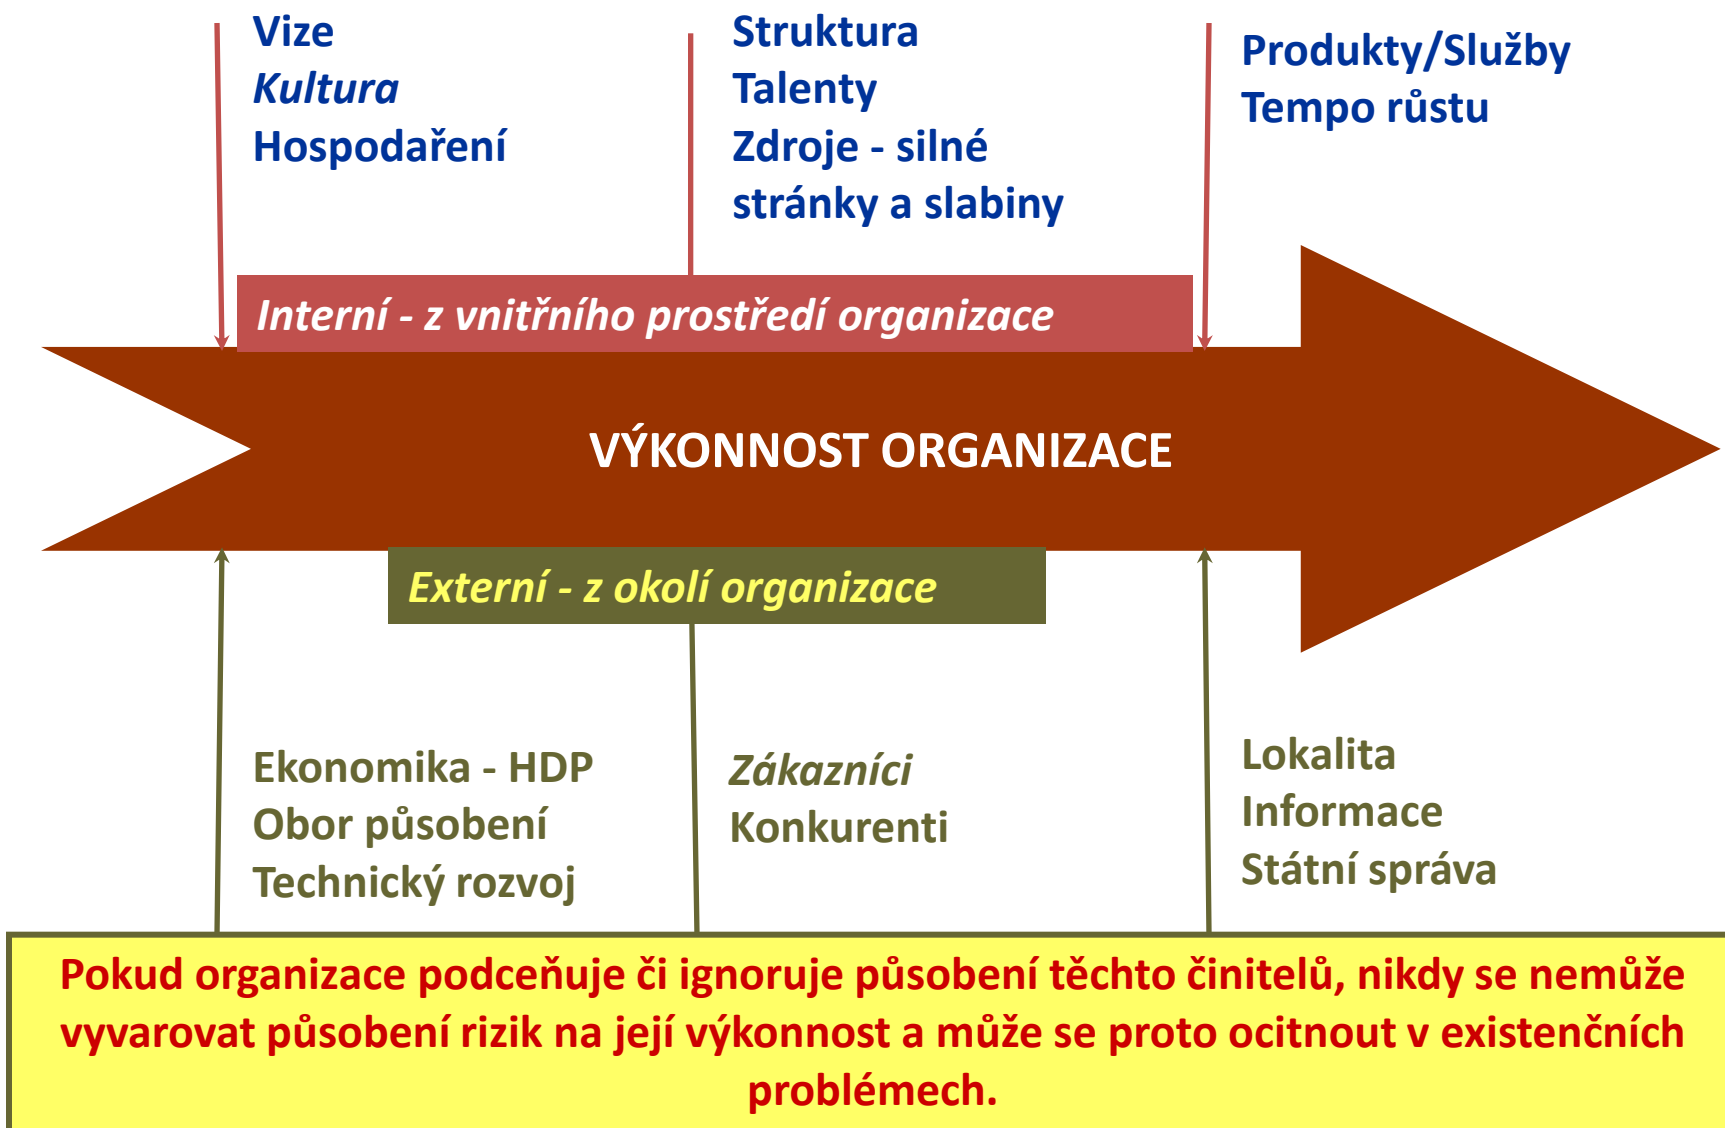 Vize
Kultura
Hospodaření
Struktura
Talenty
Zdroje - silné
stránky a slabiny
Produkty/Služby
Tempo růstu
Interní - z vnitřního prostředí organizace
VÝKONNOST ORGANIZACE
Externí - z okolí organizace
Ekonomika - HDP
Obor působení
Technický rozvoj
Zákazníci
Konkurenti
Lokalita
Informace
Státní správa
Pokud organizace podceňuje či ignoruje působení těchto činitelů, nikdy se nemůže
vyvarovat působení rizik na její výkonnost a může se proto ocitnout v existenčních
problémech.